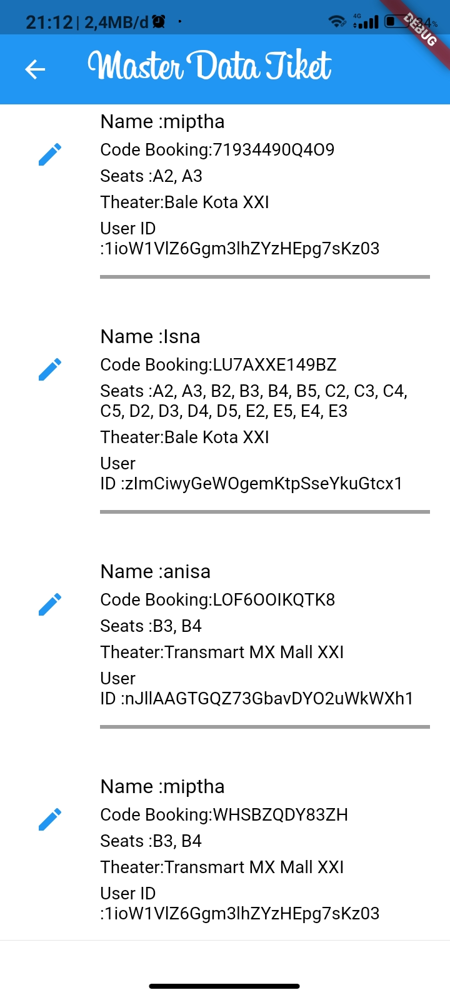 21:12 | 2,4MB/d
4G
34%
DEBUG
Master Data Tiket
Name :miptha
Code Booking:71934490Q4O9
Seats :A2, A3
Theater:Bale Kota XXI
User ID
:1ioW1VlZ6Ggm3lhZYzHEpg7sKz03
Name :Isna
Code Booking:LU7AXXE149BZ
Seats :A2, A3, B2, B3, B4, B5, C2, C3, C4,
C5, D2, D3, D4, D5, E2, E5, E4, E3
Theater:Bale Kota XXI
User
ID :zImCiwyGeWOgemKtpSseYkuGtcx1
Name :anisa
Code Booking:LOF6OOIKQTK8
Seats :B3, B4
Theater:Transmart MX Mall XXI
User
ID :nJllAAGTGQZ73GbavDYO2uWkWXh1
Name :miptha
Code Booking:WHSBZQDY83ZH
Seats :B3, B4
Theater:Transmart MX Mall XXI
User ID
:1ioW1VlZ6Ggm3lhZYzHEpg7sKz03